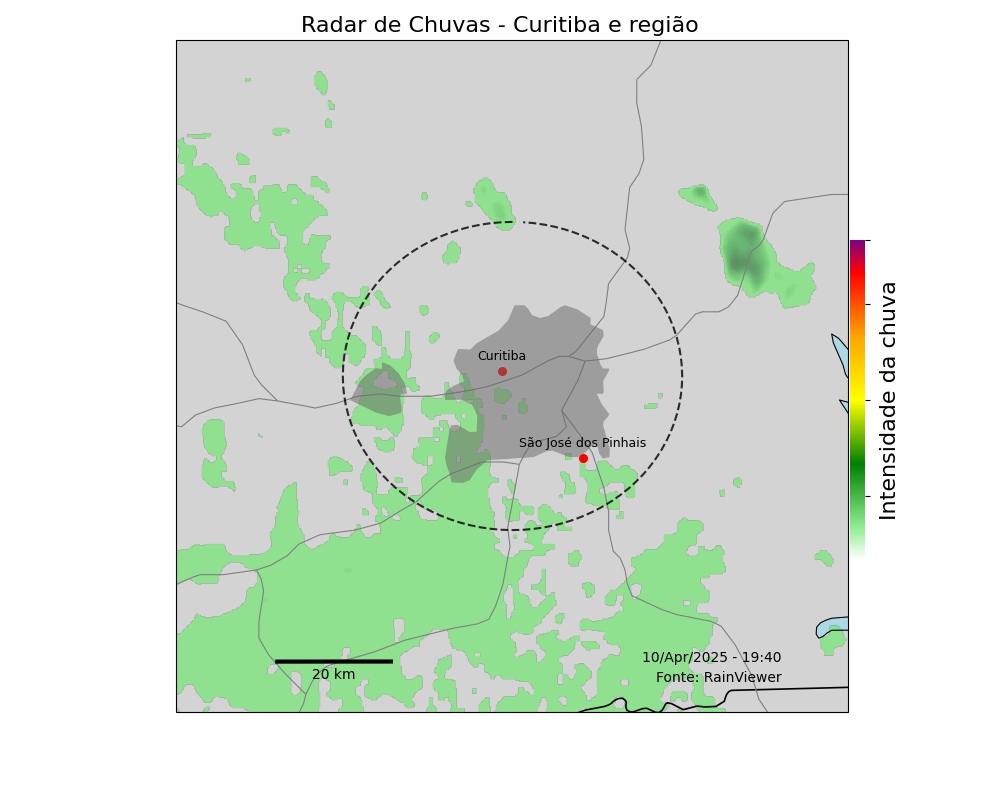 Radar de Chuvas - Curitiba e região
Curitiba
São José dos Pinhais
Intensidade da chuva
10/Apr/2025 - 19:40
Fonte: RainViewer
20 km